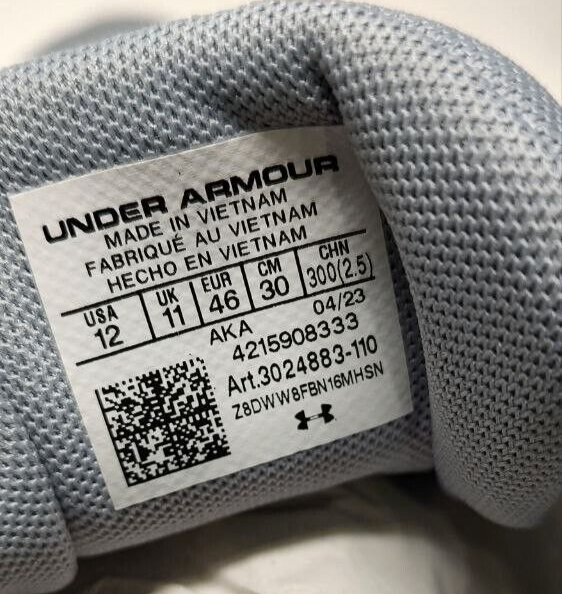 UNDER ARMOUR
MADE IN VIETNAM
FABRIQUÉ AU VIETNAM
HECHO EN VIETNAM
USA UK EUR CM CHN
12 11 46 30 300(2.5)
AKA 04/23
4215908333
Art.3024883-110
Z8DWW8FBN16MHSN